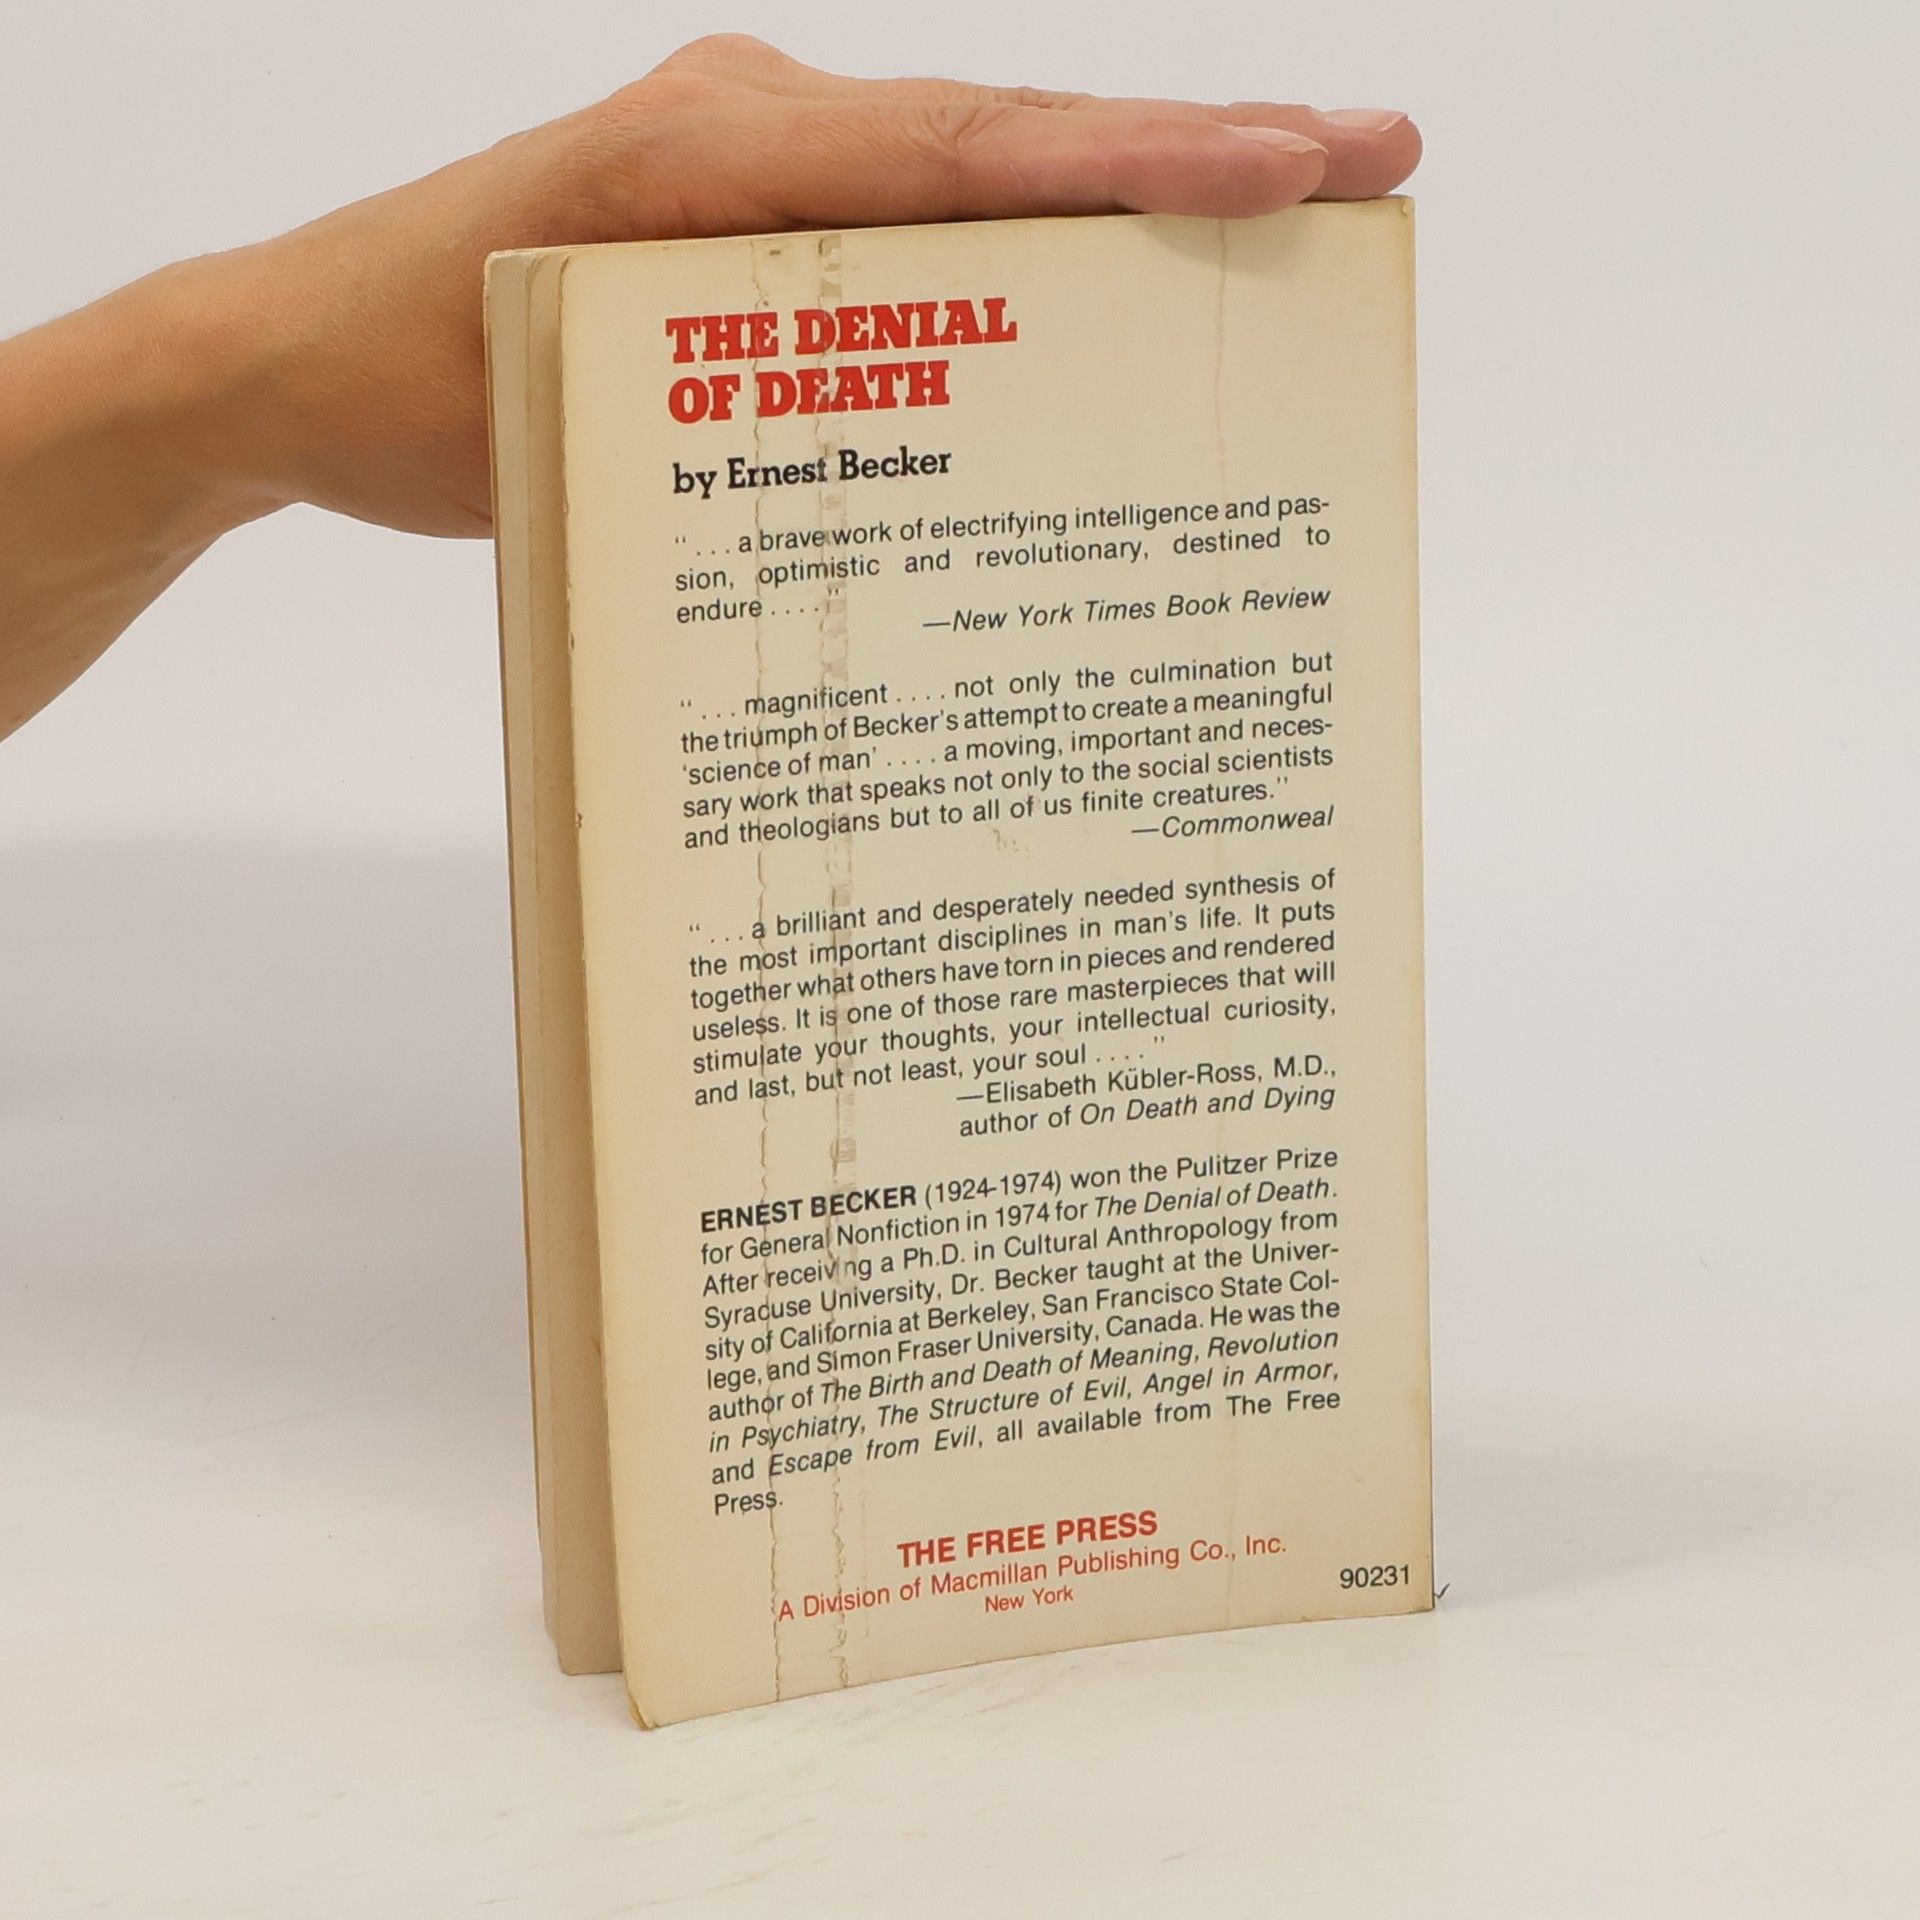 THE DENIAL
OF DEATH
by Ernest Becker
“ . . . a brave work of electrifying intelligence and pas-
sion, optimistic and revolutionary, destined to
endure . . . . ”
—New York Times Book Review
“ . . . magnificent . . . . not only the culmination but
the triumph of Becker’s attempt to create a meaningful
‘science of man’ . . . . a moving, important and neces-
sary work that speaks not only to the social scientists
and theologians but to all of us finite creatures.”
—Commonweal
“ . . . a brilliant and desperately needed synthesis of
the most important disciplines in man’s life. It puts
together what others have torn in pieces and rendered
useless. It is one of those rare masterpieces that will
stimulate your thoughts, your intellectual curiosity,
and last, but not least, your soul . . . . ”
—Elisabeth Kübler-Ross, M.D.,
author of On Death and Dying
ERNEST BECKER (1924-1974) won the Pulitzer Prize
for General Nonfiction in 1974 for The Denial of Death.
After receiving a Ph.D. in Cultural Anthropology from
Syracuse University, Dr. Becker taught at the Univer-
sity of California at Berkeley, San Francisco State Col-
lege, and Simon Fraser University, Canada. He was the
author of The Birth and Death of Meaning, Revolution
in Psychiatry, The Structure of Evil, Angel in Armor,
and Escape from Evil, all available from The Free
Press.
THE FREE PRESS
A Division of Macmillan Publishing Co., Inc.
New York
90231